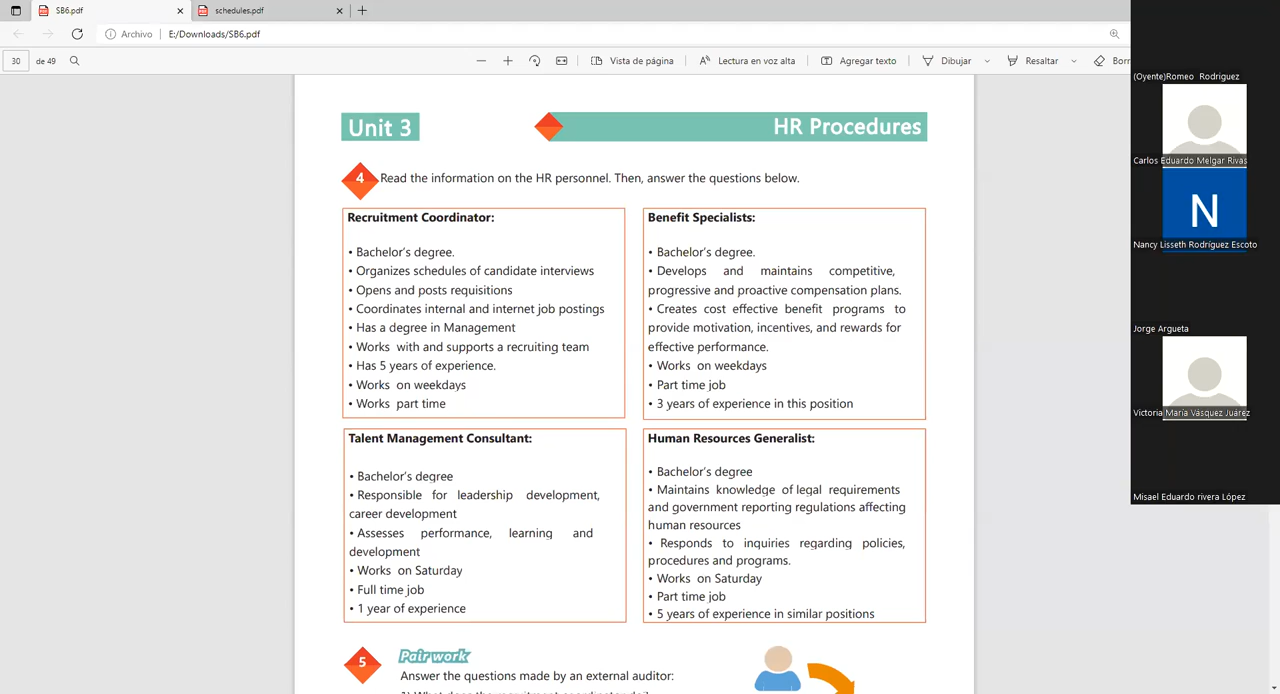 SB6.pdf
schedules.pdf
Archivo
E:/Downloads/SB6.pdf
30 de 49
Vista de página
Lectura en voz alta
Agregar texto
Dibujar
Resaltar
Borr
Unit 3
HR Procedures
4 Read the information on the HR personnel. Then, answer the questions below.
Recruitment Coordinator:
• Bachelor's degree.
• Organizes schedules of candidate interviews
• Opens and posts requisitions
• Coordinates internal and internet job postings
• Has a degree in Management
• Works with and supports a recruiting team
• Has 5 years of experience.
• Works on weekdays
• Works part time
Benefit Specialists:
• Bachelor's degree.
• Develops and maintains competitive,
progressive and proactive compensation plans.
• Creates cost effective benefit programs to
provide motivation, incentives, and rewards for
effective performance.
• Works on weekdays
• Part time job
• 3 years of experience in this position
Talent Management Consultant:
• Bachelor's degree
• Responsible for leadership development,
career development
• Assesses performance, learning and
development
• Works on Saturday
• Full time job
• 1 year of experience
Human Resources Generalist:
• Bachelor's degree
• Maintains knowledge of legal requirements
and government reporting regulations affecting
human resources
• Responds to inquiries regarding policies,
procedures and programs.
• Works on Saturday
• Part time job
• 5 years of experience in similar positions
5 Pair work
Answer the questions made by an external auditor:
(Oyente)Romeo Rodriguez
Carlos Eduardo Melgar Rivas
N
Nancy Lisseth Rodríguez Escoto
Jorge Argueta
Victoria María Vásquez Juárez
Misael Eduardo rivera López